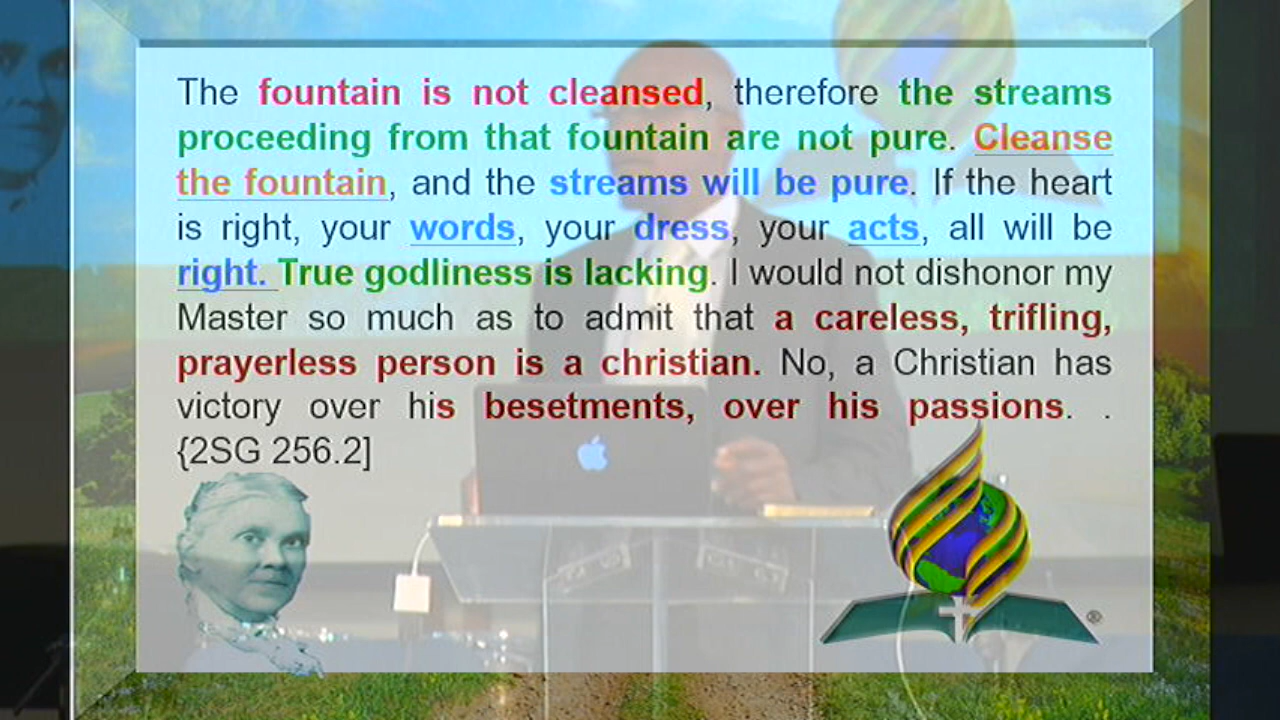 The fountain is not cleansed, therefore the streams
proceeding from that fountain are not pure. Cleanse
the fountain, and the streams will be pure. If the heart
is right, your words, your dress, your acts, all will be
right. True godliness is lacking. I would not dishonor my
Master so much as to admit that a careless, trifling,
prayerless person is a christian. No, a Christian has
victory over his besetments, over his passions. .
{2SG 256.2]
®